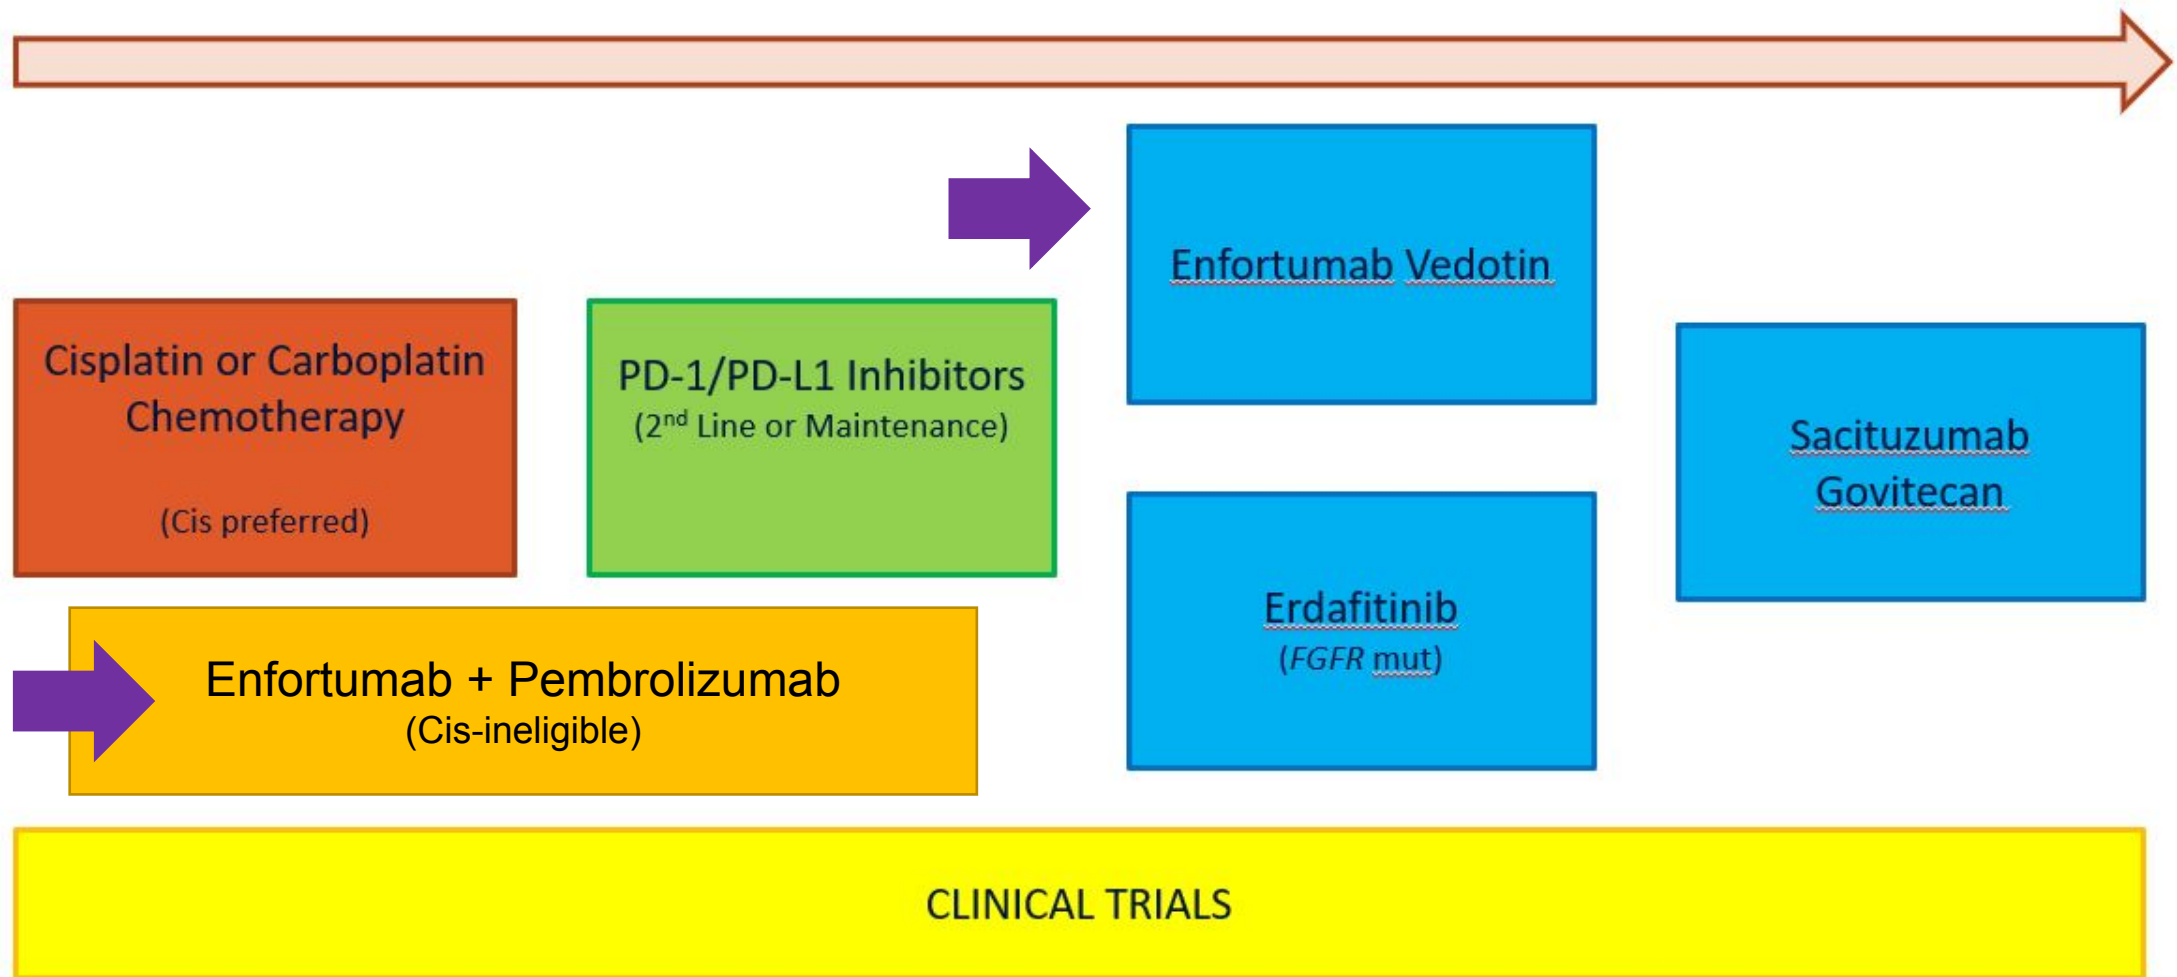 Cisplatin or Carboplatin
Chemotherapy
(Cis preferred)
PD-1/PD-L1 Inhibitors
(2nd Line or Maintenance)
Enfortumab Vedotin
Erdafitinib
(FGFR mut)
Sacituzumab
Govitecan
Enfortumab + Pembrolizumab
(Cis-ineligible)
CLINICAL TRIALS